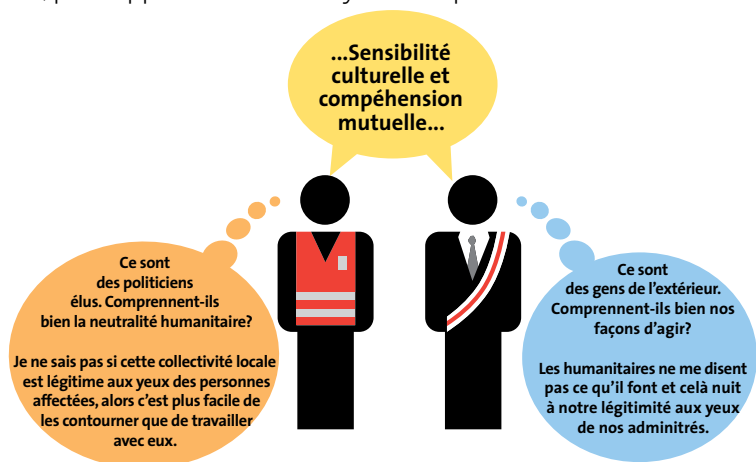 ...Sensibilité
culturelle et
compéhension
mutuelle...
Ce sont
des politiciens
élus. Comprennent-ils
bien la neutralité humanitaire?
Je ne sais pas si cette collectivité locale
est légitime aux yeux des personnes
affectées, alors c’est plus facile de
les contourner que de travailler
avec eux.
Ce sont
des gens de l’extérieur.
Comprennent-ils bien nos
façons d’agir?
Les humanitaires ne me disent
pas ce qu’il font et celà nuit
à notre légitimité aux yeux
de nos adminitrés.